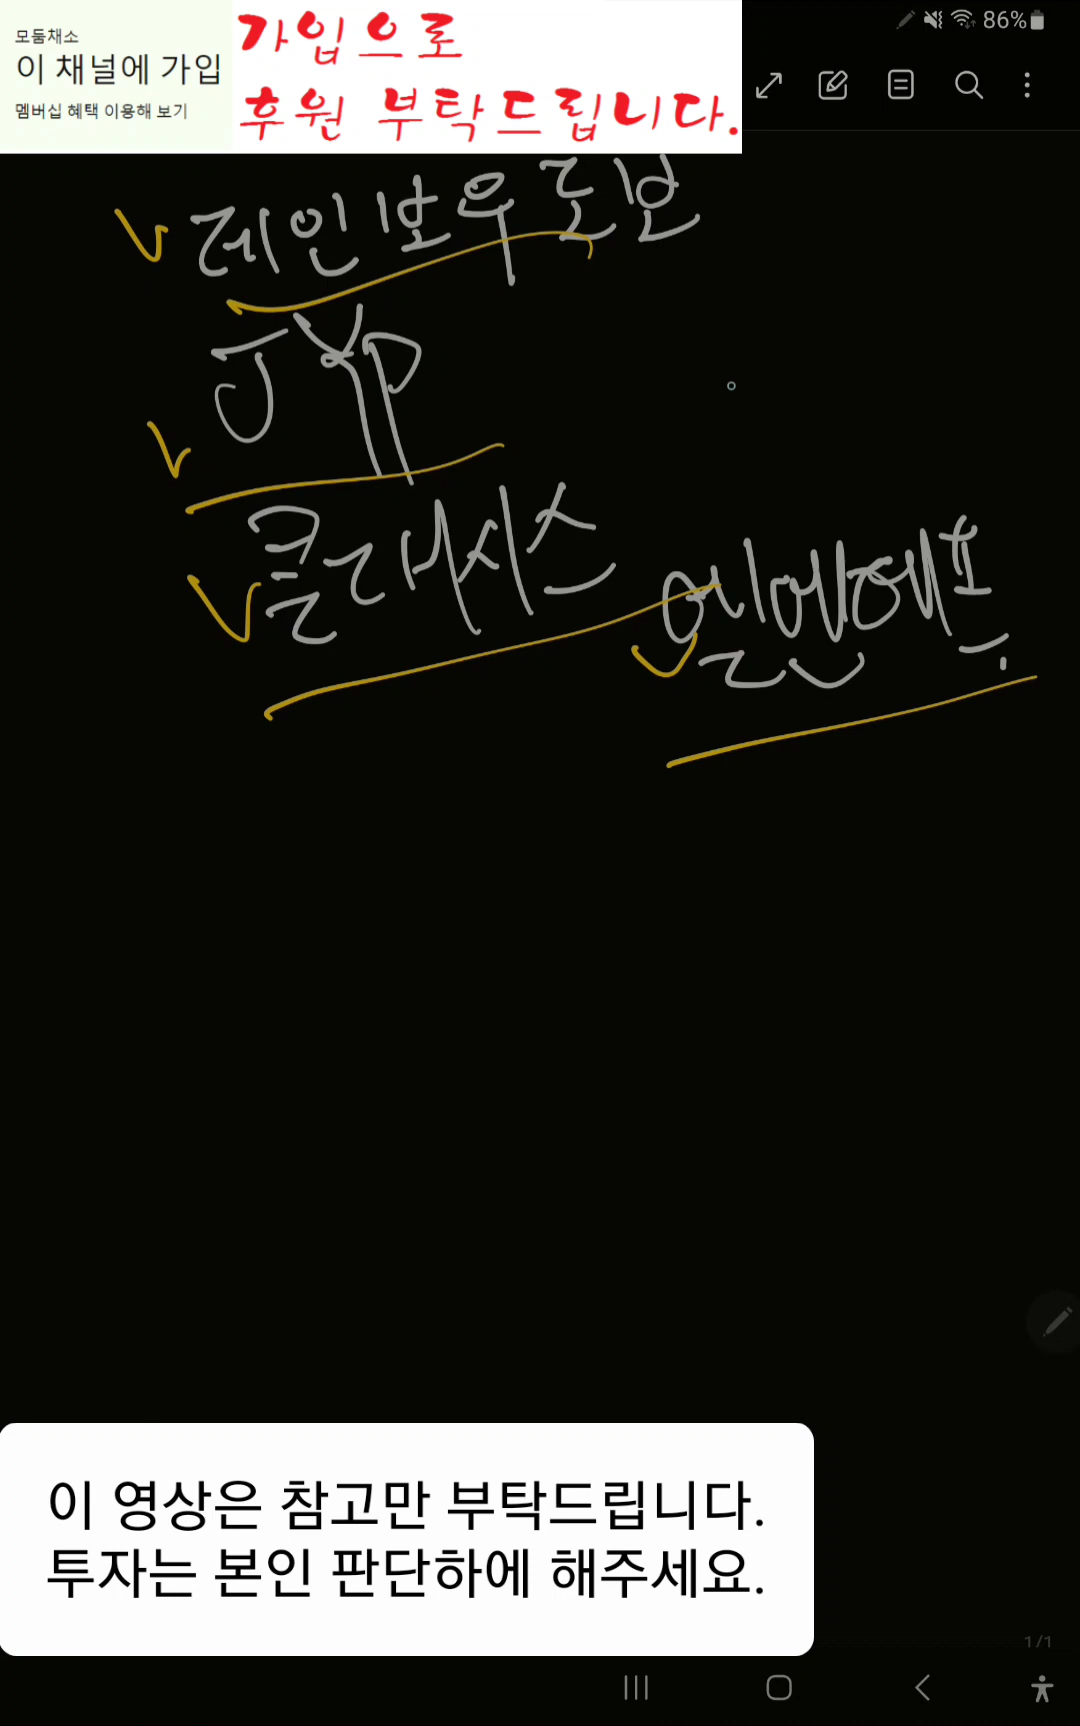 모둠채소
이 채널에 가입
멤버십 혜택 이용해 보기
가입으로
후원 부탁드립니다.
86%
레인보우로보
JYP
클래시스
엘앤에프
이 영상은 참고만 부탁드립니다.
투자는 본인 판단하에 해주세요.
1/1